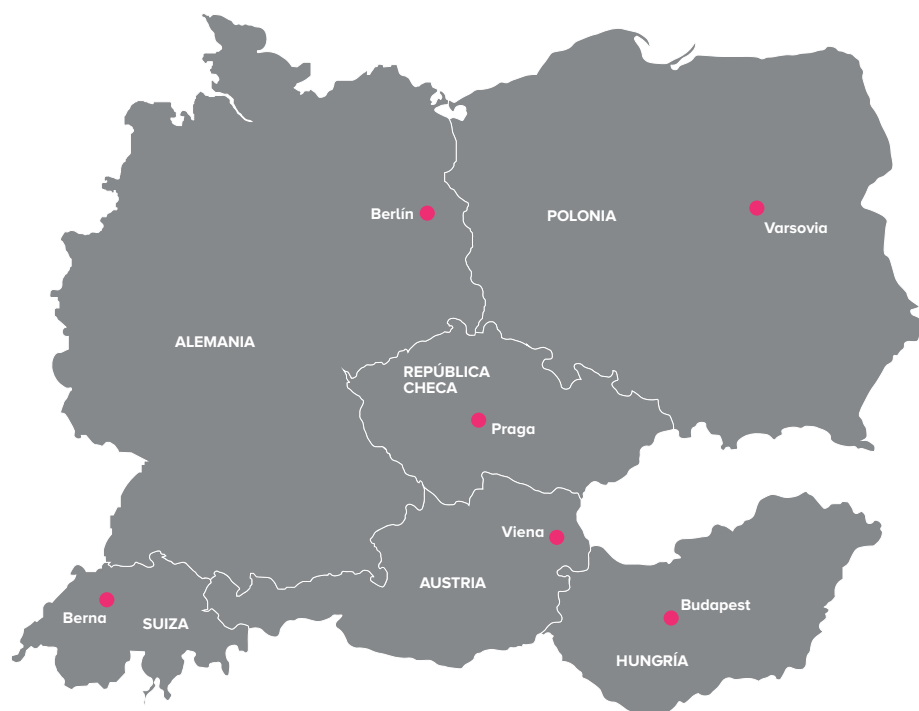 Berlín
POLONIA
Varsovia
ALEMANIA
REPÚBLICA
CHECA
Praga
Viena
AUSTRIA
Berna
SUIZA
Budapest
HUNGRÍA